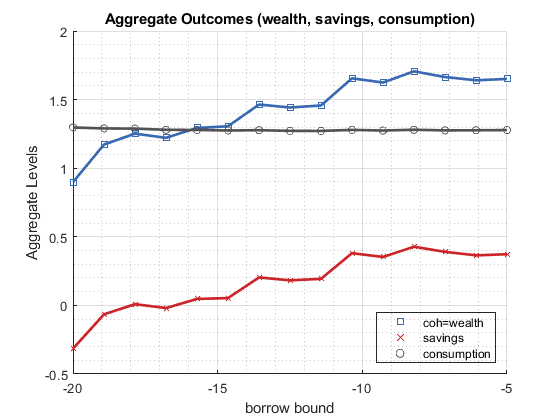 Aggregate Outcomes (wealth, savings, consumption)
Aggregate Levels
2
1.5
1
0.5
0
-0.5
-20
-15
-10
-5
borrow bound
coh=wealth
savings
consumption